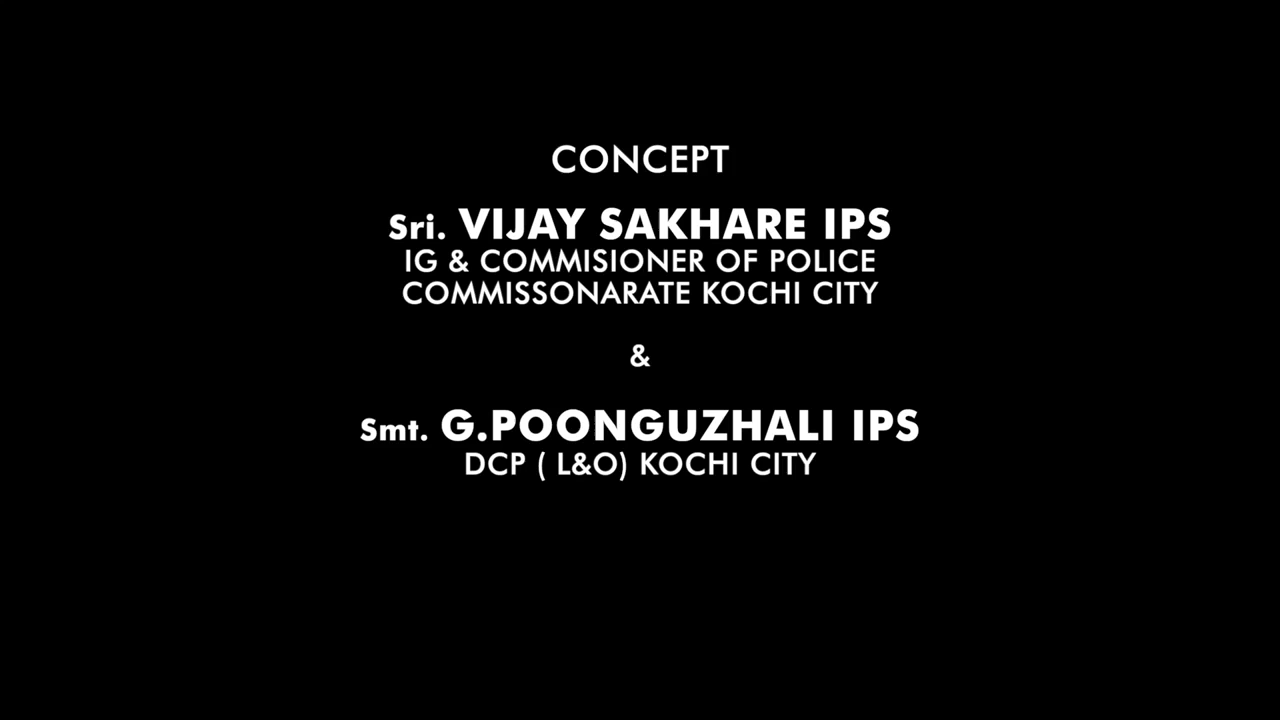 CONCEPT
Sri. VIJAY SAKHARE IPS
IG & COMMISIONER OF POLICE
COMMISSONARATE KOCHI CITY
&
Smt. G.POONGUZHALI IPS
DCP ( L&O) KOCHI CITY